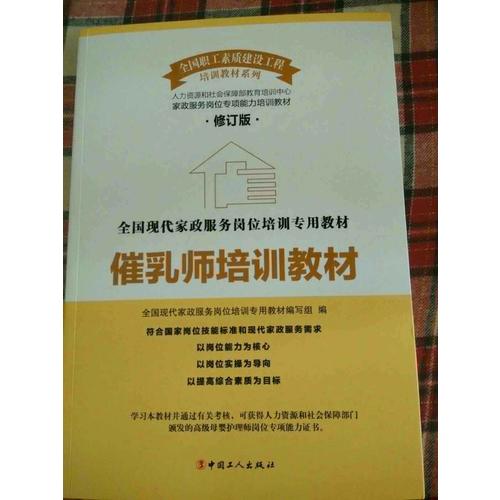 全国职工素质建设工程
培训教材系列
人力资源和社会保障部教育培训中心
家政服务岗位专项能力培训教材
·修订版·
全国现代家政服务岗位培训专用教材
催乳师培训教材
全国现代家政服务岗位培训专用教材编写组 编
符合国家岗位技能标准和现代家政服务需求
以岗位能力为核心
以岗位实操为导向
以提高综合素质为目标
学习本教材并通过有关考核，可获得人力资源和社会保障部门
颁发的高级母婴护理师岗位专项能力证书。
中国工人出版社